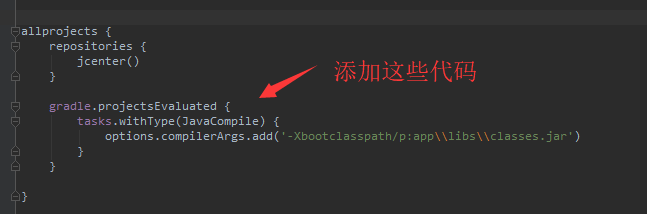 allprojects {
    repositories {
        jcenter()
    }
添加这些代码
    gradle.projectsEvaluated {
        tasks.withType(JavaCompile) {
            options.compilerArgs.add('-Xbootclasspath/p:app\\libs\\classes.jar')
        }
    }
}